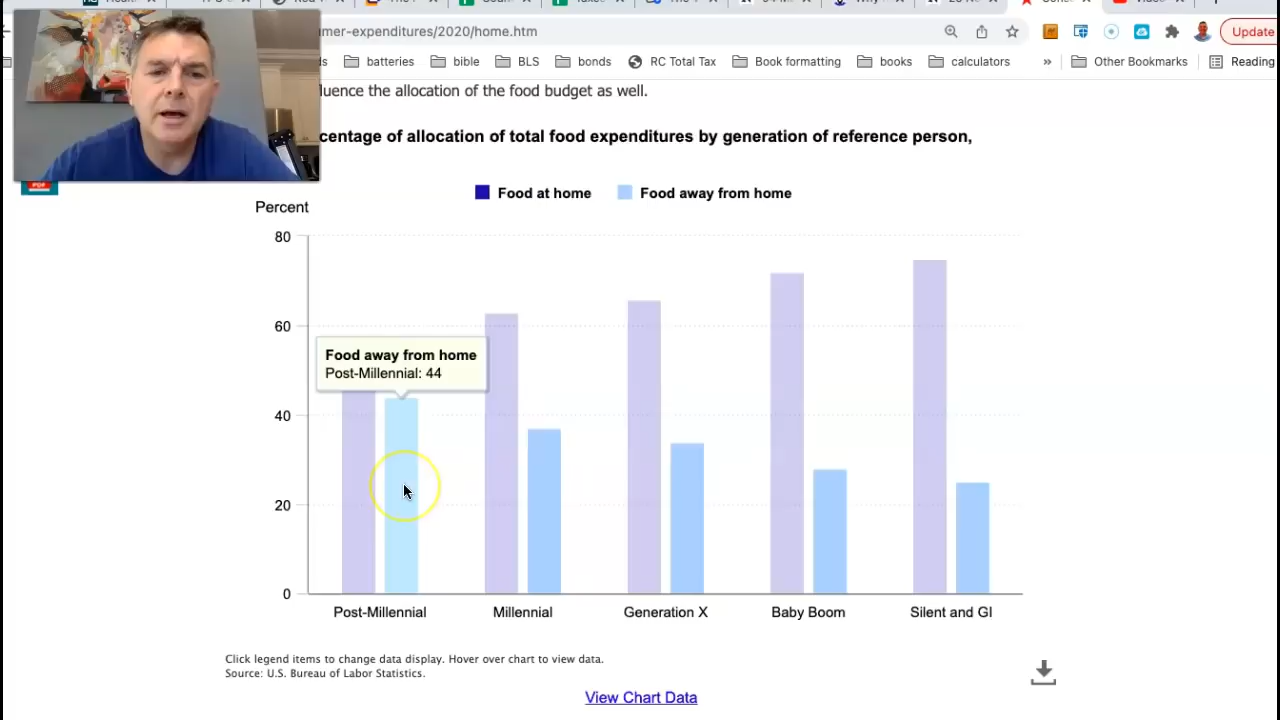 umer-expenditures/2020/home.htm
Update
batteries bible BLS bonds RC Total Tax Book formatting books calculators » Other Bookmarks Reading
luence the allocation of the food budget as well.
centage of allocation of total food expenditures by generation of reference person,
PDF
Food at home Food away from home
Percent
80
60
Food away from home
Post-Millennial: 44
40
20
0
Post-Millennial Millennial Generation X Baby Boom Silent and GI
Click legend items to change data display. Hover over chart to view data.
Source: U.S. Bureau of Labor Statistics.
View Chart Data